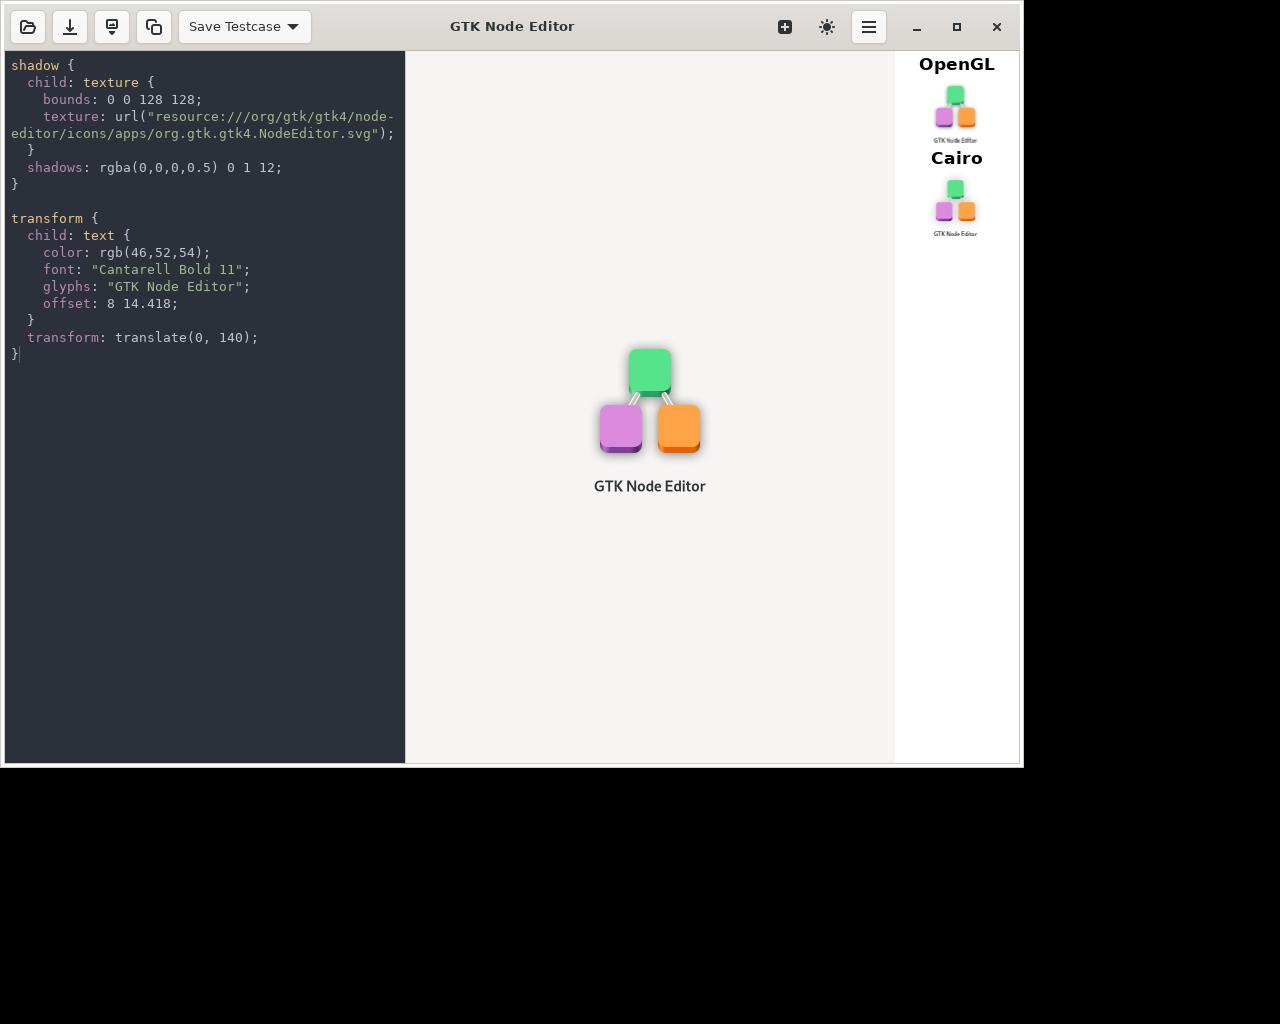 Save Testcase
GTK Node Editor
shadow {
  child: texture {
    bounds: 0 0 128 128;
    texture: url("resource:///org/gtk/gtk4/node-
editor/icons/apps/org.gtk.gtk4.NodeEditor.svg");
  }
  shadows: rgba(0,0,0,0.5) 0 1 12;
}
transform {
  child: text {
    color: rgb(46,52,54);
    font: "Cantarell Bold 11";
    glyphs: "GTK Node Editor";
    offset: 8 14.418;
  }
  transform: translate(0, 140);
}
GTK Node Editor
OpenGL
GTK Node Editor
Cairo
GTK Node Editor